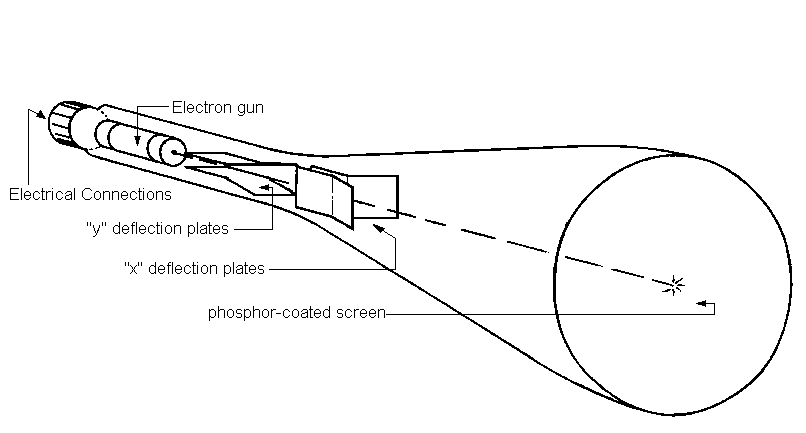 Electron gun
Electrical Connections
"y" deflection plates
"x" deflection plates
phosphor-coated screen